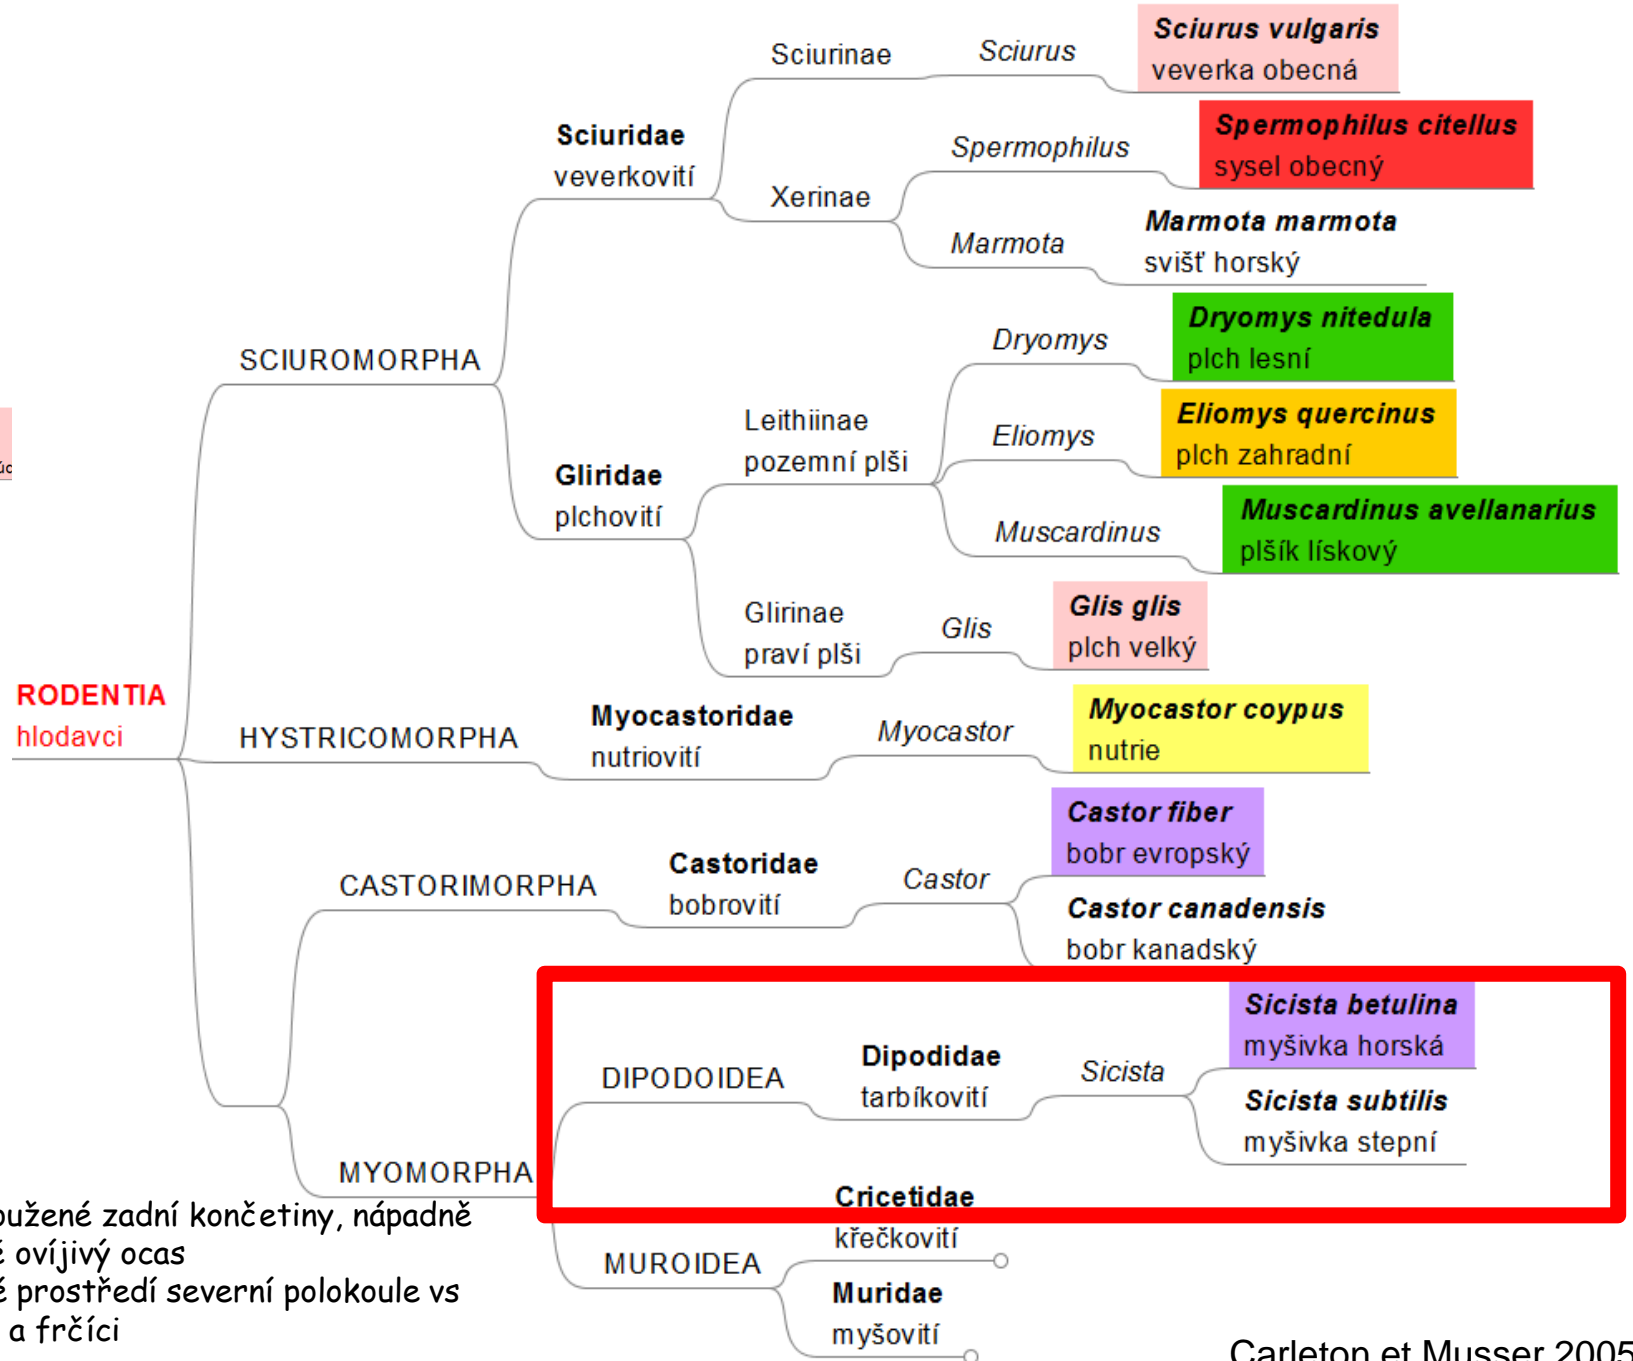 Sciurus vulgaris
veverka obecná
Sciurinae
Sciurus
Spermophilus citellus
sysel obecný
Sciuridae
veverkovití
Spermophilus
Xerinae
Marmota marmota
svišť horský
Marmota
Dryomys nitedula
plch lesní
Dryomys
SCIUROMORPHA
Eliomys quercinus
plch zahradní
Leithiinae
pozemní plši
Eliomys
Gliridae
plchovití
Muscardinus avellanarius
plšík lískový
Muscardinus
Glirinae
praví plši
Glis
Glis glis
plch velký
RODENTIA
hlodavci
HYSTRICOMORPHA
Myocastoridae
nutriovití
Myocastor
Myocastor coypus
nutrie
Castor fiber
bobr evropský
CASTORIMORPHA
Castoridae
bobrovití
Castor
Castor canadensis
bobr kanadský
Sicista betulina
myšivka horská
DIPODOIDEA
Dipodidae
tarbíkovití
Sicista
Sicista subtilis
myšivka stepní
MYOMORPHA
Cricetidae
křečkovití
MUROIDEA
Muridae
myšovití
oužené zadní končetiny, nápadně
ě ovíjivý ocas
é prostředí severní polokoule vs
a frčíci
Carleton et Musser 2005